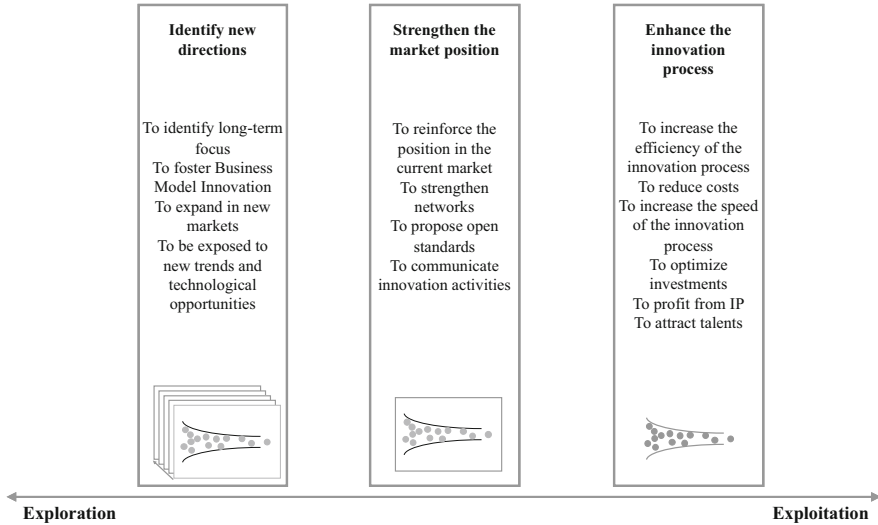 Identify new
directions
To identify long-term
focus
To foster Business
Model Innovation
To expand in new
markets
To be exposed to
new trends and
technological
opportunities
Strengthen the
market position
To reinforce the
position in the
current market
To strengthen
networks
To propose open
standards
To communicate
innovation activities
Enhance the
innovation
process
To increase the
efficiency of the
innovation process
To reduce costs
To increase the speed
of the innovation
process
To optimize
investments
To profit from IP
To attract talents
Exploration
Exploitation